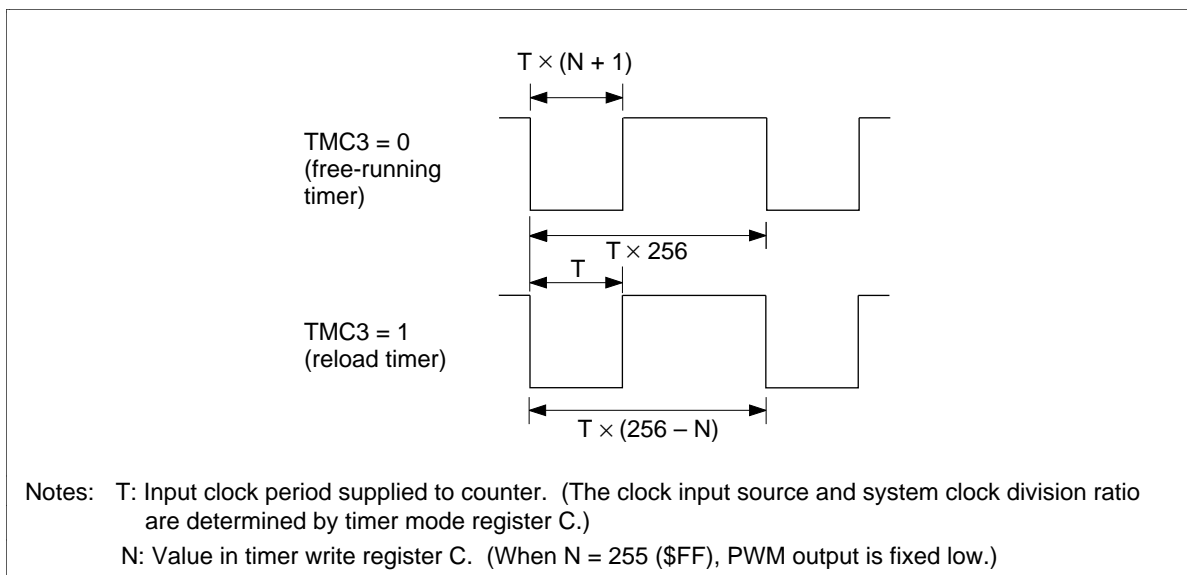 T × (N + 1)
TMC3 = 0
(free-running
timer)
T × 256
T
TMC3 = 1
(reload timer)
T × (256 – N)
Notes: T: Input clock period supplied to counter. (The clock input source and system clock division ratio
are determined by timer mode register C.)
N: Value in timer write register C. (When N = 255 ($FF), PWM output is fixed low.)